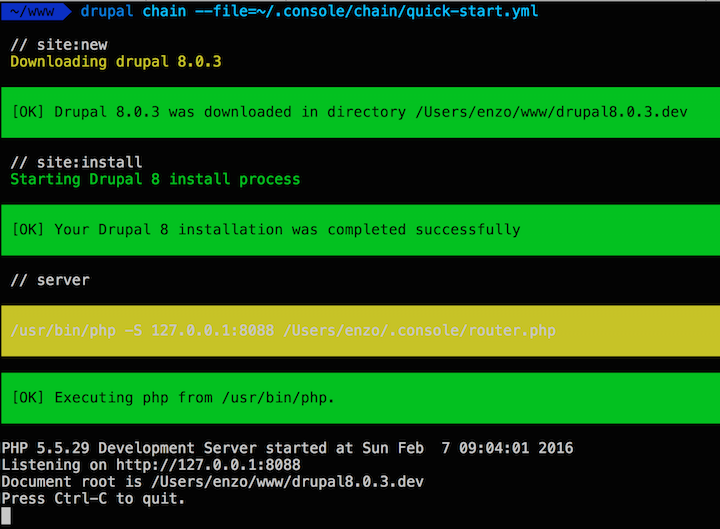 ~/www drupal chain --file=~/.console/chain/quick-start.yml
// site:new
Downloading drupal 8.0.3
[OK] Drupal 8.0.3 was downloaded in directory /Users/enzo/www/drupal8.0.3.dev
// site:install
Starting Drupal 8 install process
[OK] Your Drupal 8 installation was completed successfully
// server
/usr/bin/php -S 127.0.0.1:8088 /Users/enzo/.console/router.php
[OK] Executing php from /usr/bin/php.
PHP 5.5.29 Development Server started at Sun Feb  7 09:04:01 2016
Listening on http://127.0.0.1:8088
Document root is /Users/enzo/www/drupal8.0.3.dev
Press Ctrl-C to quit.